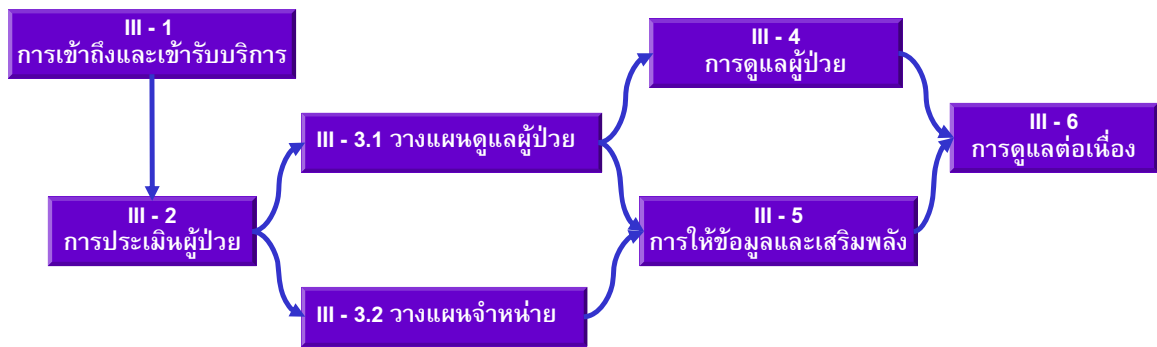 III - 1
การเข้าถึงและเข้ารับบริการ
III - 2
การประเมินผู้ป่วย
III - 3.1 วางแผนดูแลผู้ป่วย
III - 3.2 วางแผนจำหน่าย
III - 4
การดูแลผู้ป่วย
III - 5
การให้ข้อมูลและเสริมพลัง
III - 6
การดูแลต่อเนื่อง